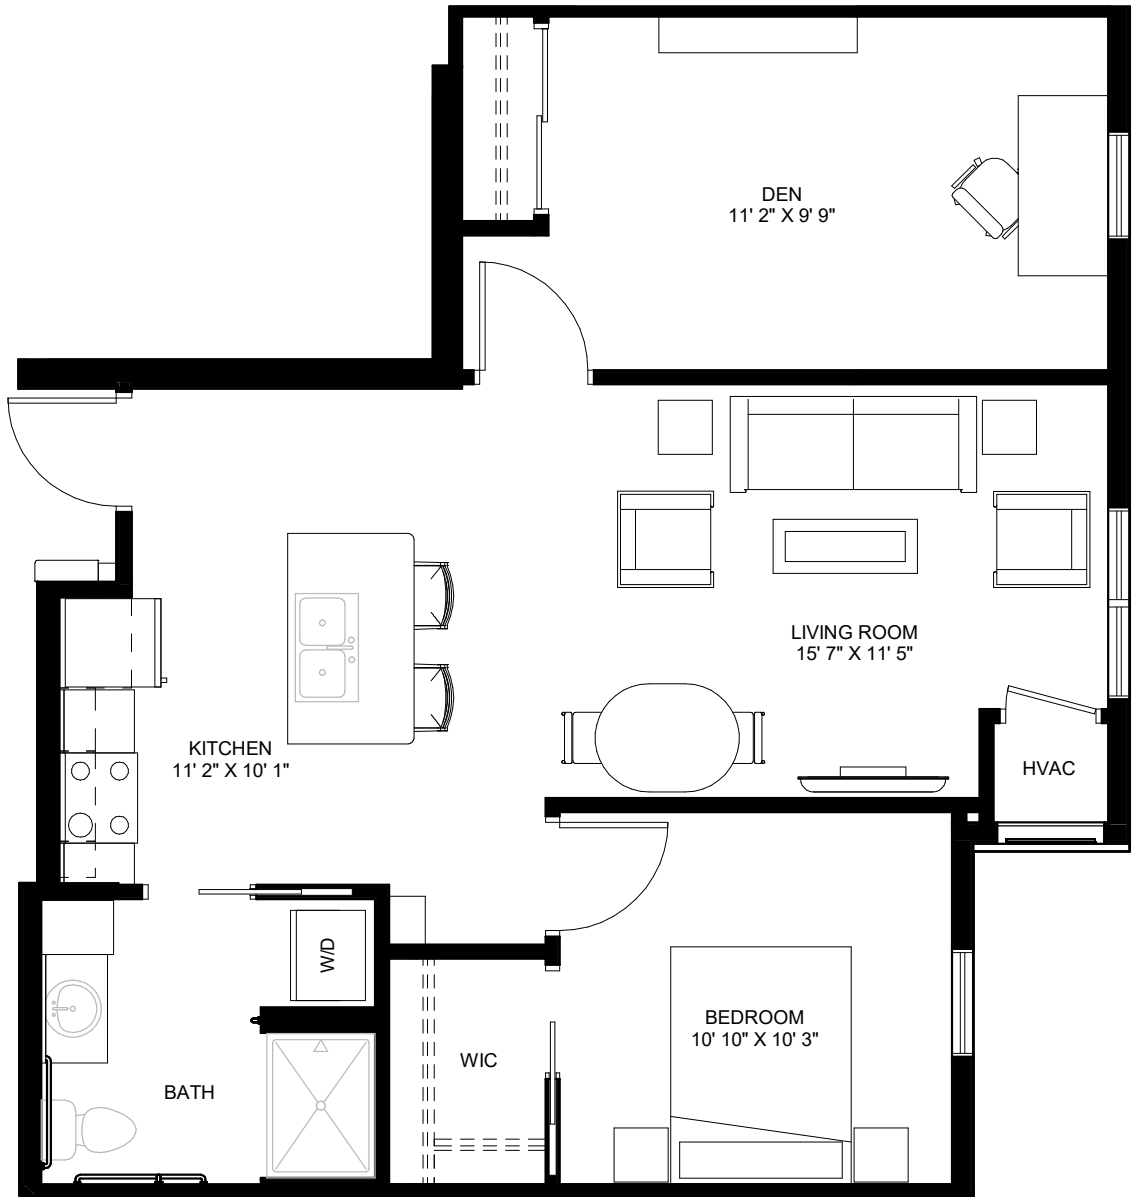 DEN
11' 2" X 9' 9"
LIVING ROOM
15' 7" X 11' 5"
KITCHEN
11' 2" X 10' 1"
HVAC
W/D
BEDROOM
10' 10" X 10' 3"
WIC
BATH